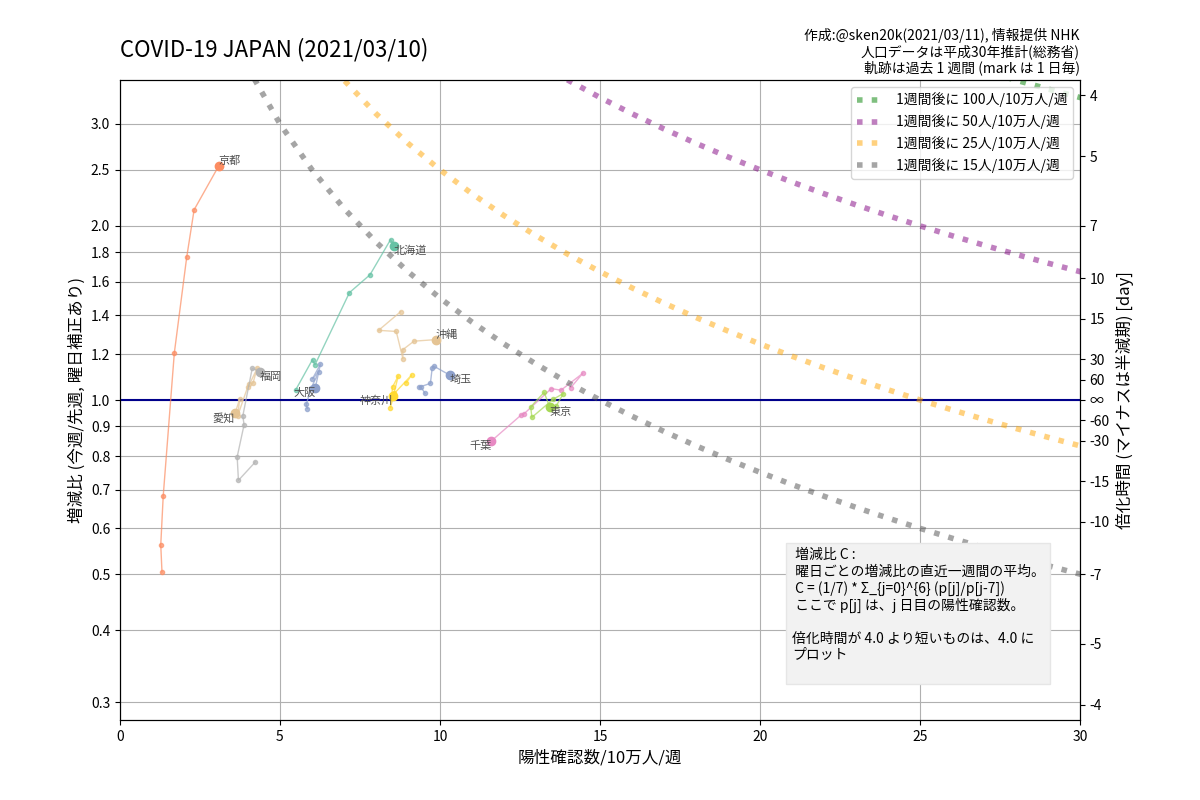 COVID-19 JAPAN (2021/03/10)
作成:@sken20k(2021/03/11), 情報提供 NHK
人口データは平成30年推計(総務省)
軌跡は過去 1 週間 (mark は 1 日毎)
1週間後に 100人/10万人/週
1週間後に 50人/10万人/週
1週間後に 25人/10万人/週
1週間後に 15人/10万人/週
増減比 (今週/先週, 曜日補正あり)
3.0
2.5
2.0
1.8
1.6
1.4
1.2
1.0
0.9
0.8
0.7
0.6
0.5
0.4
0.3
京都
北海道
沖縄
福岡
大阪
神奈川
埼玉
愛知
東京
千葉
4
5
7
10
15
30
60
∞
-60
-30
-15
-10
-7
-5
-4
倍化時間 (マイナスは半減期) [day]
増減比 C :
曜日ごとの増減比の直近一週間の平均。
C = (1/7) * Σ_{j=0}^{6} (p[j]/p[j-7])
ここで p[j] は、j 日目の陽性確認数。
倍化時間が 4.0 より短いものは、4.0 に
プロット
0 5 10 15 20 25 30
陽性確認数/10万人/週